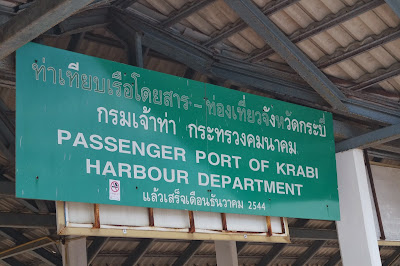 ท่าเทียบเรือโดยสาร - ท่องเที่ยวจังหวัดกระบี่
กรมเจ้าท่า กระทรวงคมนาคม
PASSENGER PORT OF KRABI
HARBOUR DEPARTMENT
แล้วเสร็จเดือนธันวาคม 2544